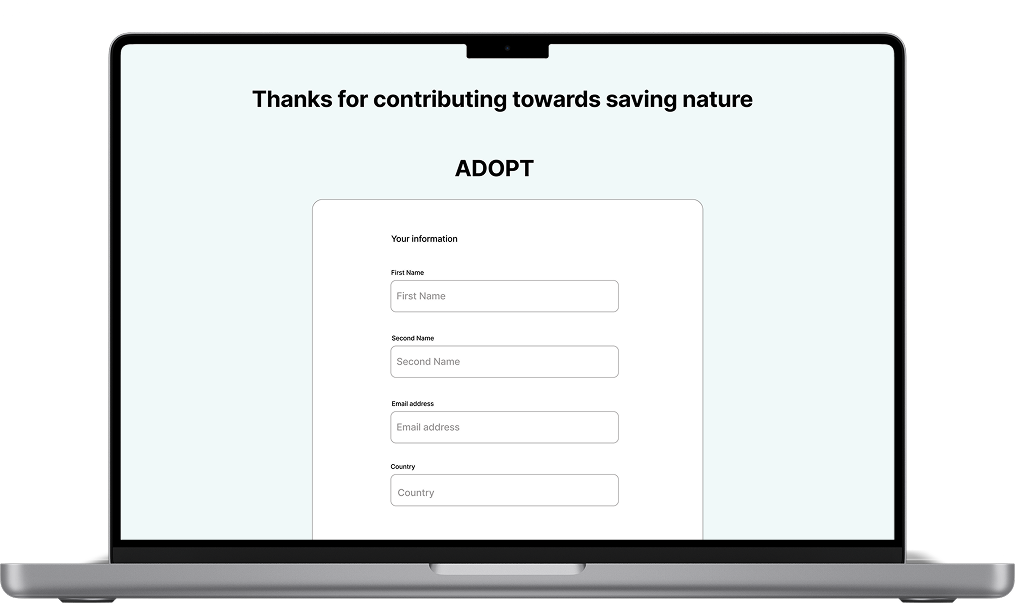 Thanks for contributing towards saving nature
ADOPT
Your information
First Name
First Name
Second Name
Second Name
Email address
Email address
Country
Country